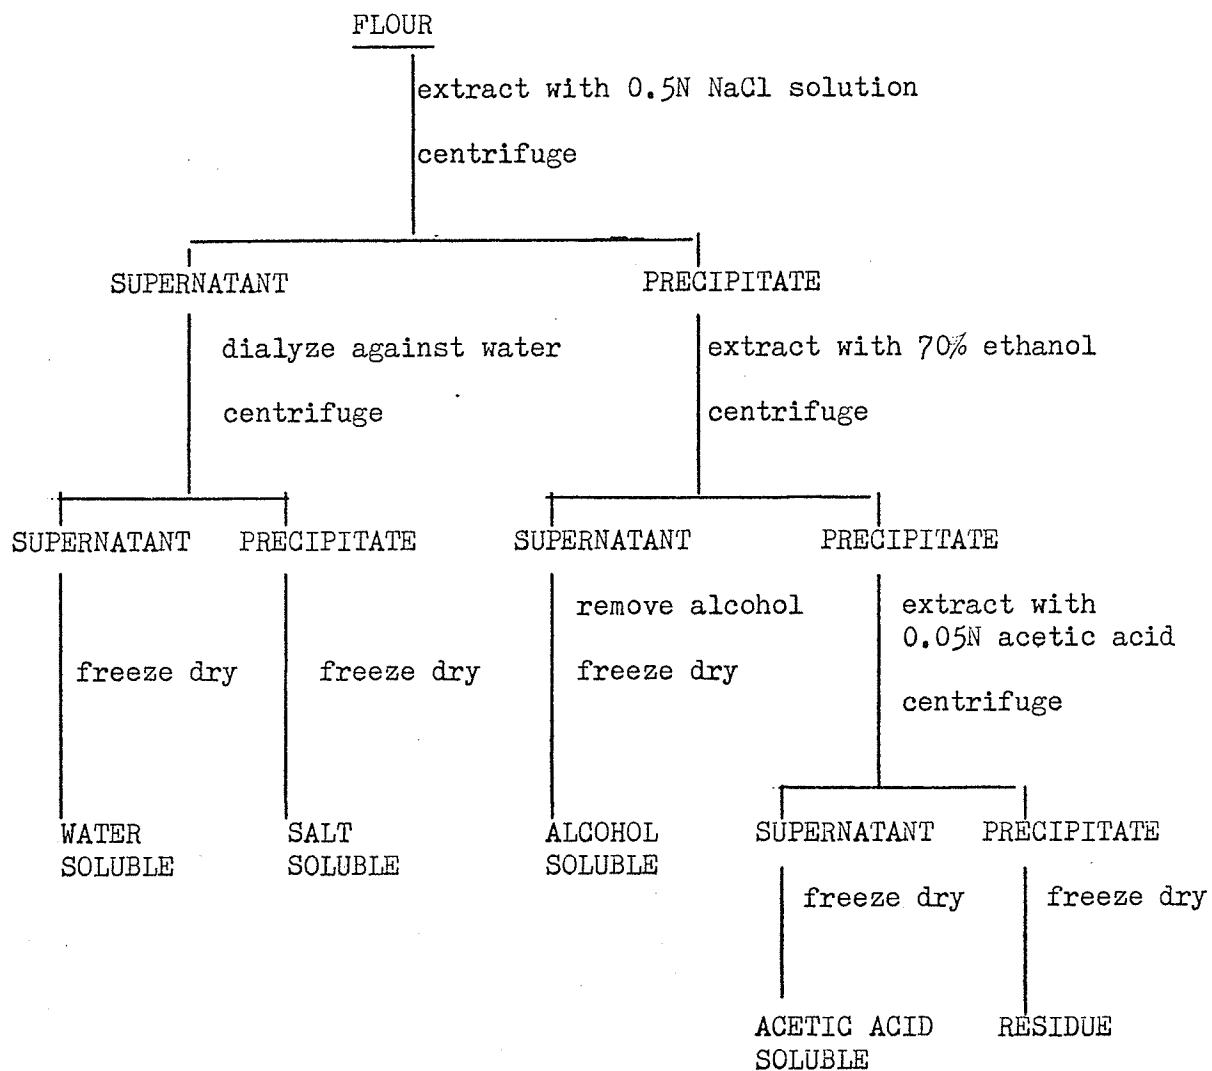 FLOUR
extract with 0.5N NaCl solution
centrifuge
SUPERNATANT PRECIPITATE
dialyze against water extract with 70% ethanol
centrifuge centrifuge
SUPERNATANT PRECIPITATE SUPERNATANT PRECIPITATE
remove alcohol extract with
0.05N acetic acid
freeze dry freeze dry freeze dry
centrifuge
WATER SALT ALCOHOL SUPERNATANT PRECIPITATE
SOLUBLE SOLUBLE SOLUBLE
freeze dry freeze dry
ACETIC ACID RESIDUE
SOLUBLE